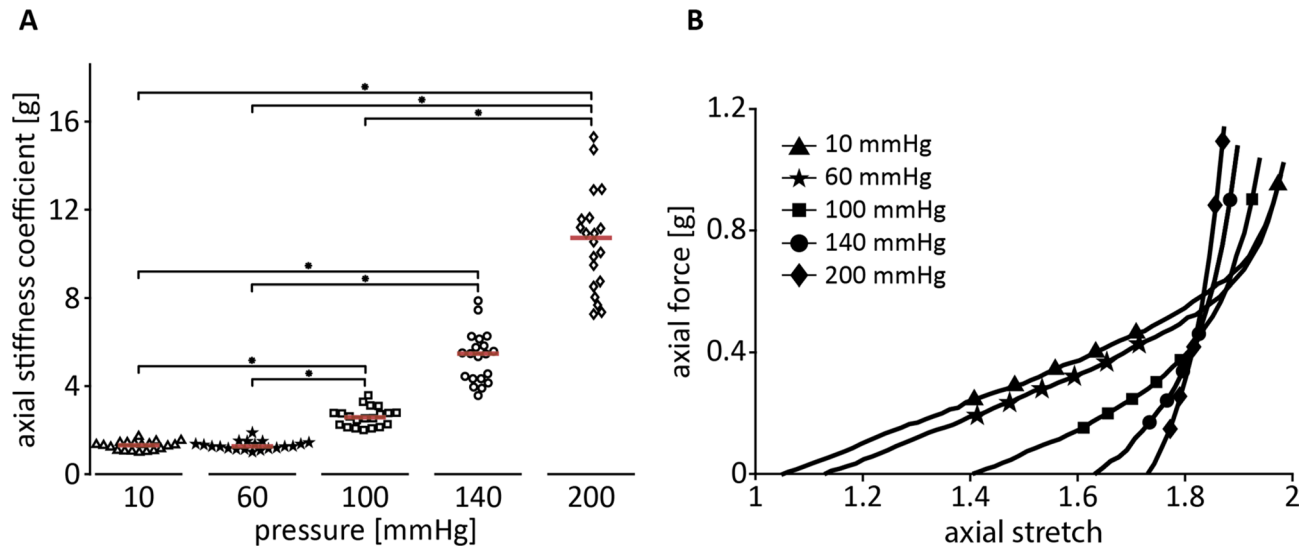 A
axial stiffness coefficient [g]
16
12
8
4
0
*
*
*
*
*
*
*
10 60 100 140 200
pressure [mmHg]
B
axial force [g]
1.2
0.8
0.4
0
10 mmHg
60 mmHg
100 mmHg
140 mmHg
200 mmHg
1 1.2 1.4 1.6 1.8 2
axial stretch